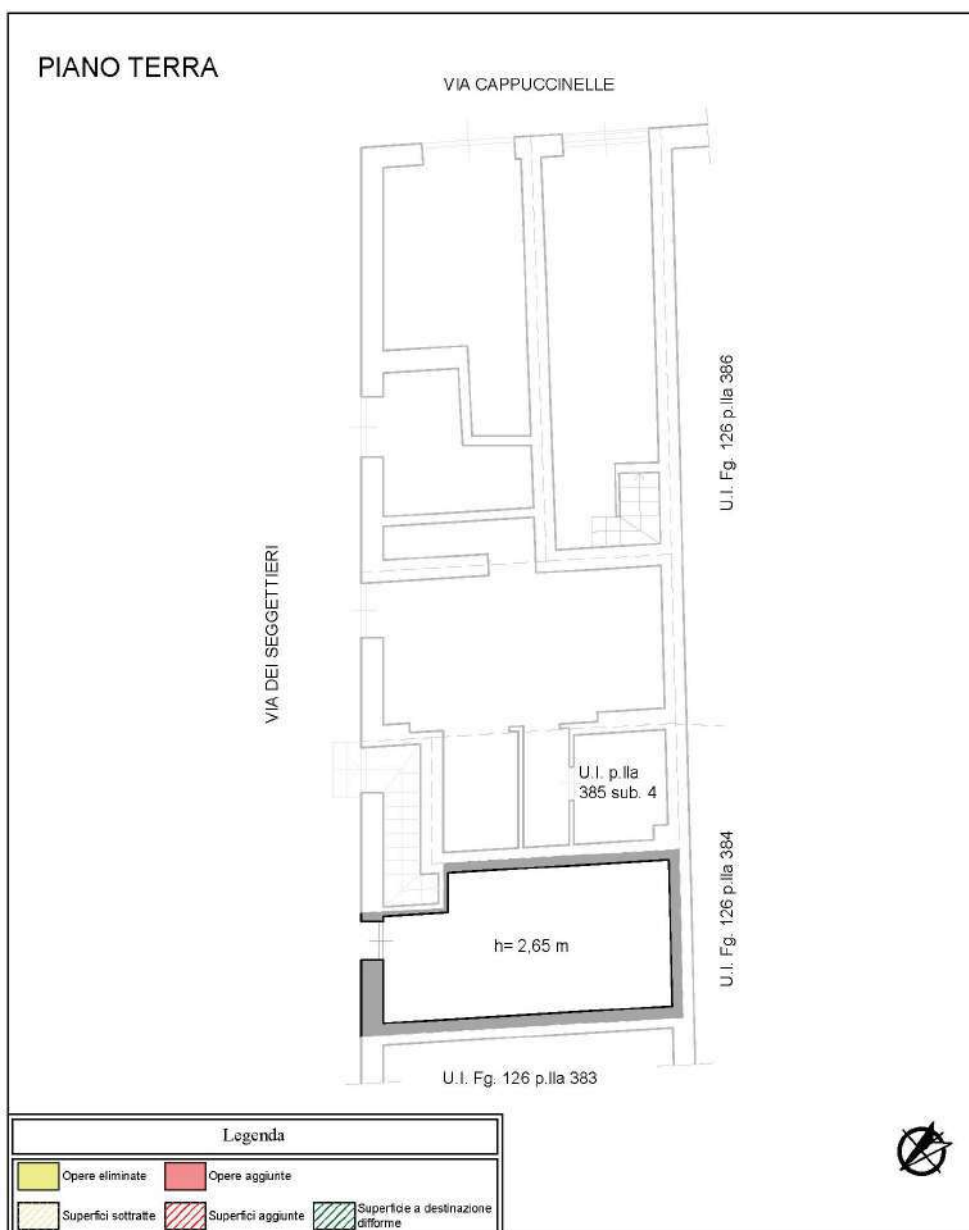 PIANO TERRA
VIA CAPPUCCINELLE
U.I. Fg. 126 p.lla 386
VIA DEI SEGGETTIERI
U.I. p.lla
385 sub. 4
U.I. Fg. 126 p.lla 384
h= 2,65 m
U.I. Fg. 126 p.lla 383
Legenda
Opere eliminate
Opere aggiunte
Superfici sottratte
Superfici aggiunte
Superficie a destinazione
difforme